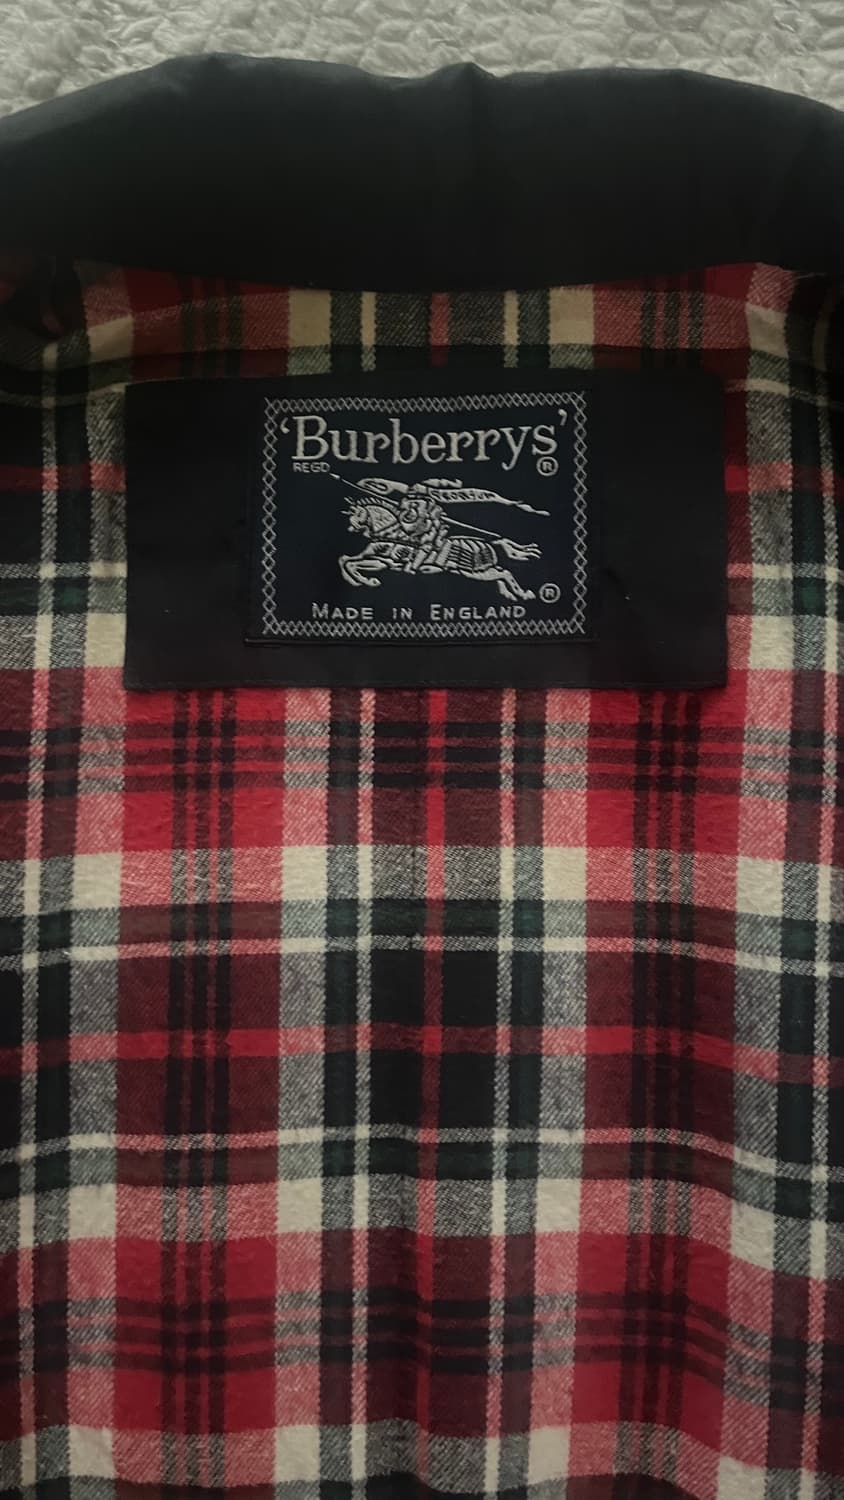 ‘Burberrys’®
REGD
Prorsum
®
MADE IN ENGLAND